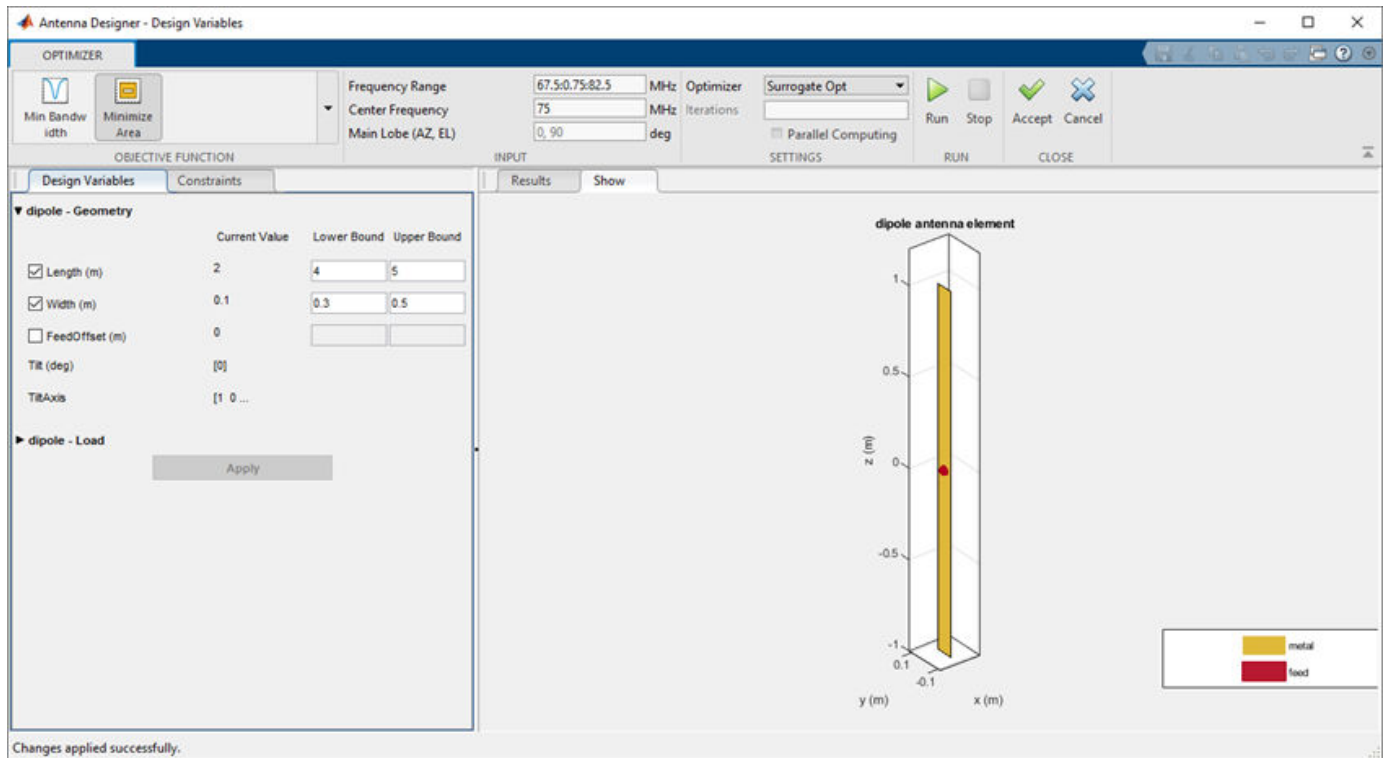 Antenna Designer - Design Variables
OPTIMIZER
Min Bandw
idth
Minimize
Area
OBJECTIVE FUNCTION
Frequency Range 67.5:0.75:82.5 MHz
Center Frequency 75 MHz
Main Lobe (AZ, EL) 0, 90 deg
INPUT
Optimizer Surrogate Opt
Iterations
Parallel Computing
SETTINGS
Run Stop
RUN
Accept Cancel
CLOSE
Design Variables Constraints
dipole - Geometry
Current Value Lower Bound Upper Bound
Length (m) 2 4 5
Width (m) 0.1 0.3 0.5
FeedOffset (m) 0
Tilt (deg) [0]
TiltAxis [1 0 ...
dipole - Load
Apply
Results Show
dipole antenna element
1
0.5
z (m)
0
-0.5
-1
0.1
-0.1
y (m) x (m)
metal
feed
Changes applied successfully.